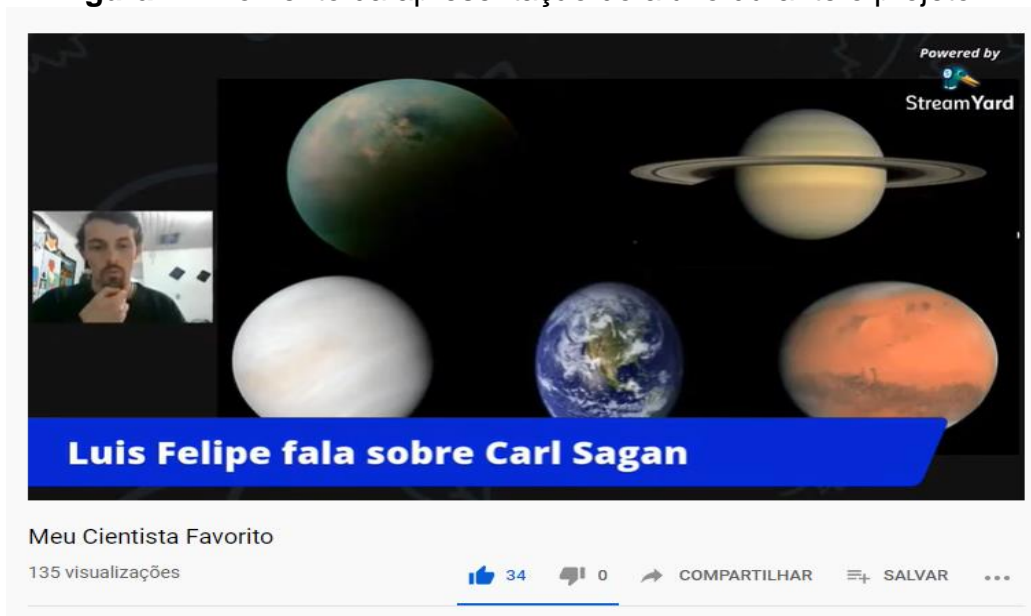 Powered by
StreamYard
Luis Felipe fala sobre Carl Sagan
Meu Cientista Favorito
135 visualizações
34
0
COMPARTILHAR
SALVAR